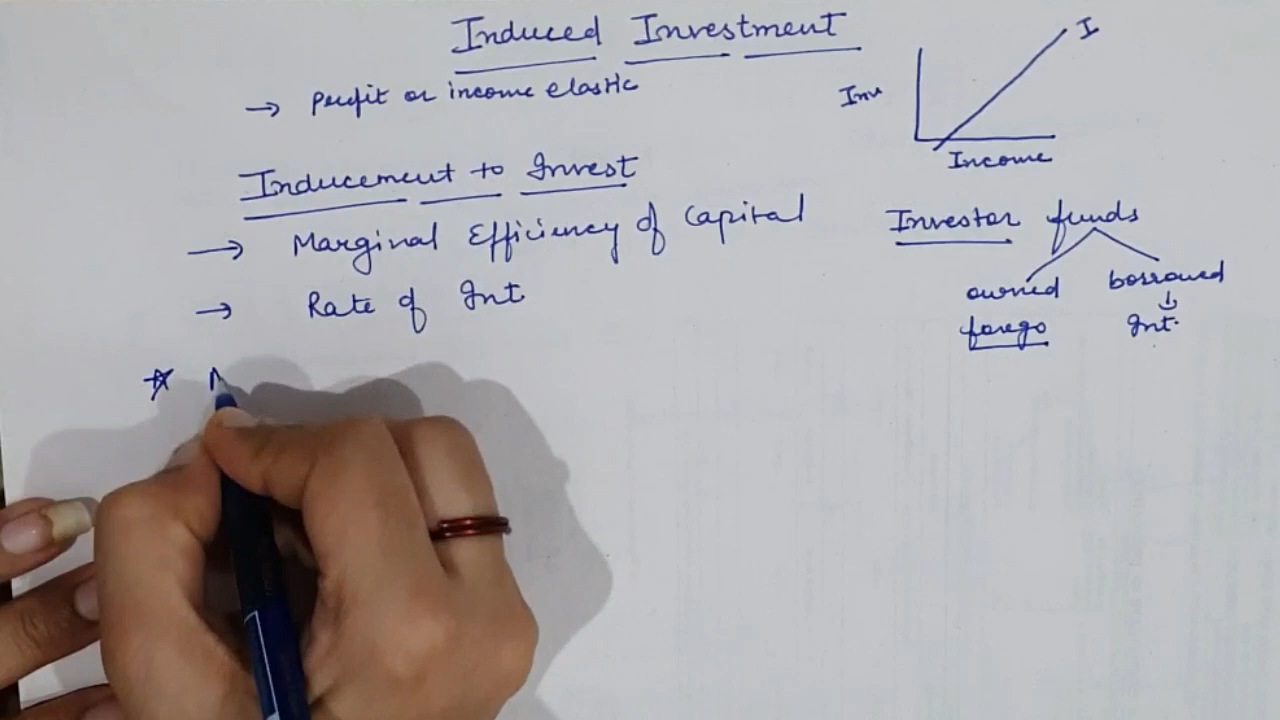 Induced Investment
→ Profit or income elastic
I
Inv
Income
Inducement to Invest
→ Marginal Efficiency of Capital
→ Rate of Int
Investor funds
owned borrowed
forego Int.